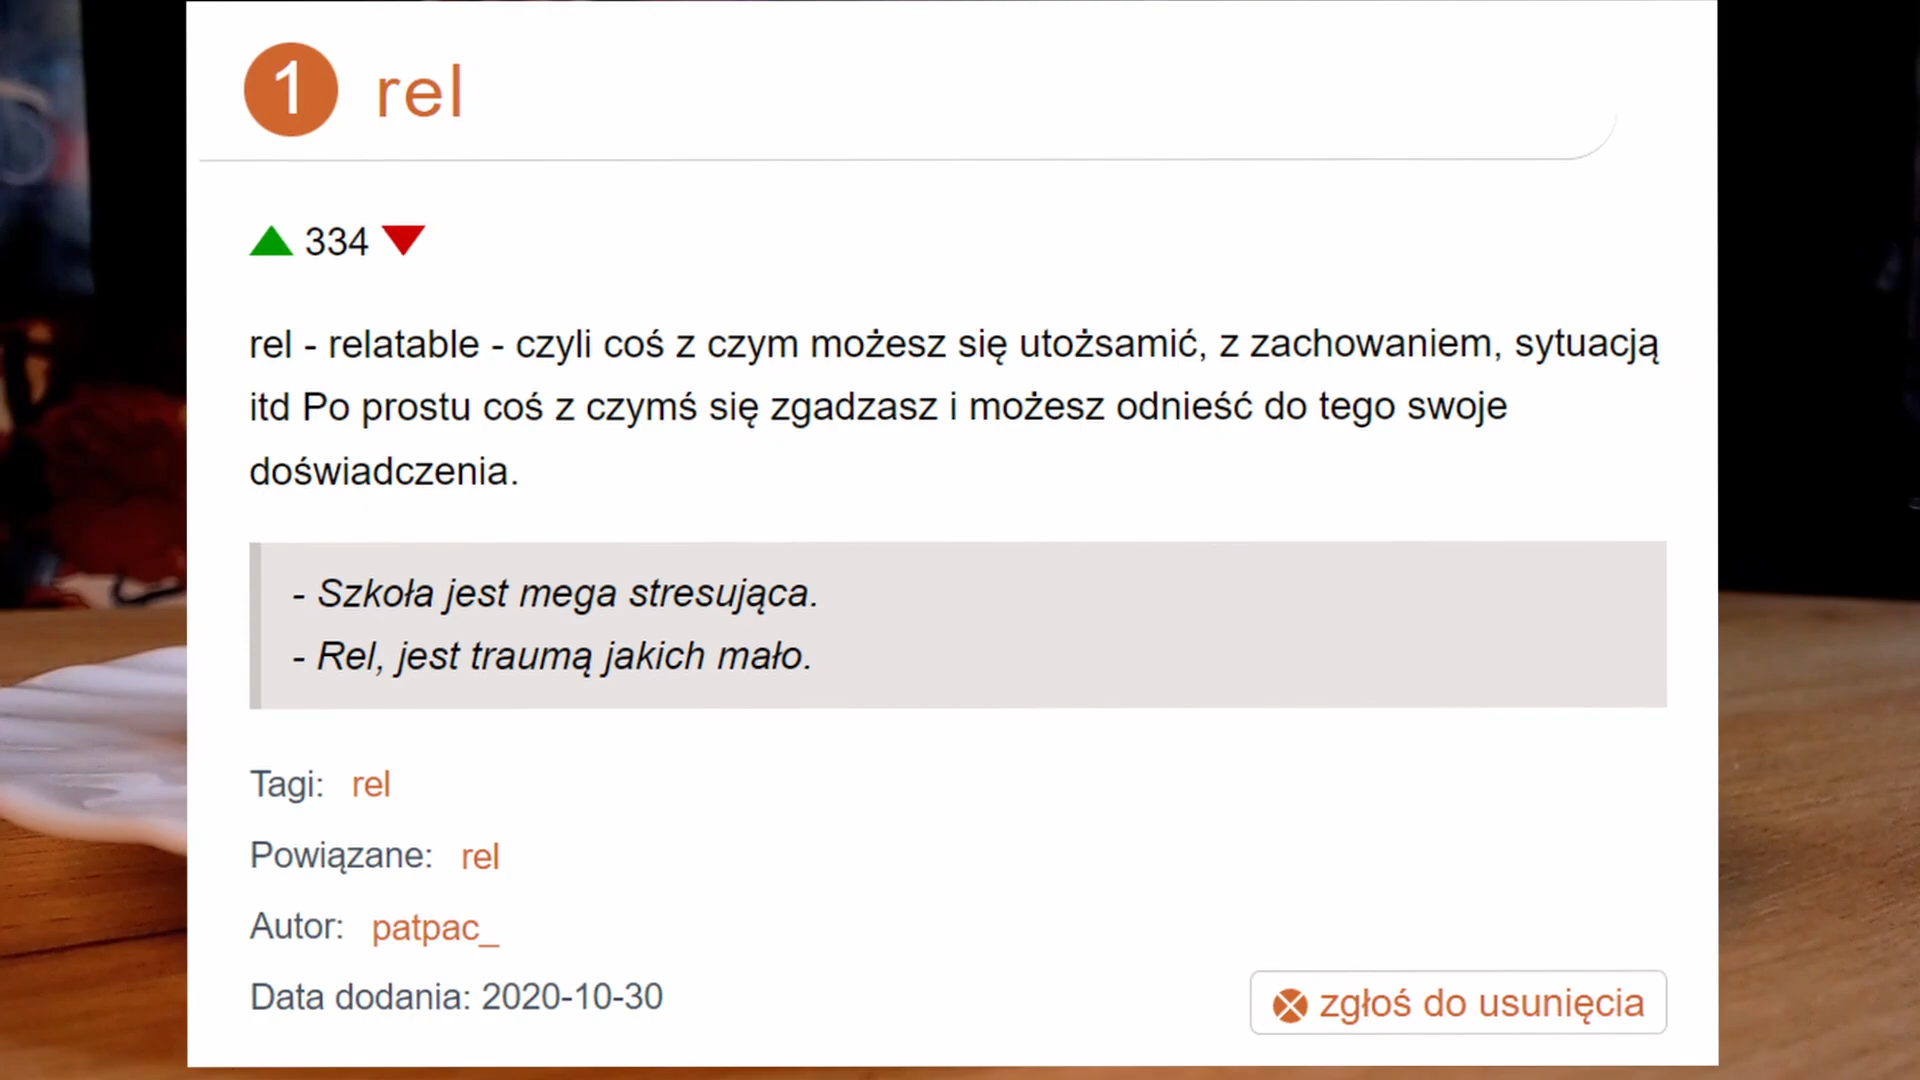 1 rel
334
rel - relatable - czyli coś z czym możesz się utożsamić, z zachowaniem, sytuacją
itd Po prostu coś z czymś się zgadzasz i możesz odnieść do tego swoje
doświadczenia.
- Szkoła jest mega stresująca.
- Rel, jest traumą jakich mało.
Tagi: rel
Powiązane: rel
Autor: patpac_
Data dodania: 2020-10-30
zgłoś do usunięcia